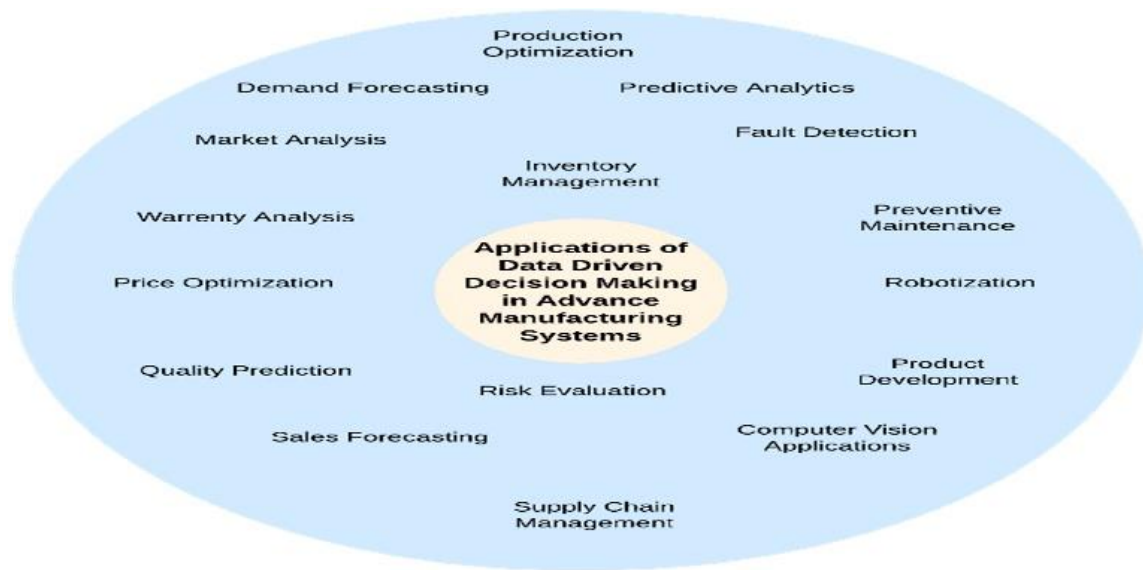 Production
Optimization
Demand Forecasting
Predictive Analytics
Market Analysis
Fault Detection
Inventory
Management
Warrenty Analysis
Preventive
Maintenance
Applications of
Data Driven
Decision Making
in Advance
Manufacturing
Systems
Price Optimization
Robotization
Quality Prediction
Risk Evaluation
Product
Development
Sales Forecasting
Computer Vision
Applications
Supply Chain
Management